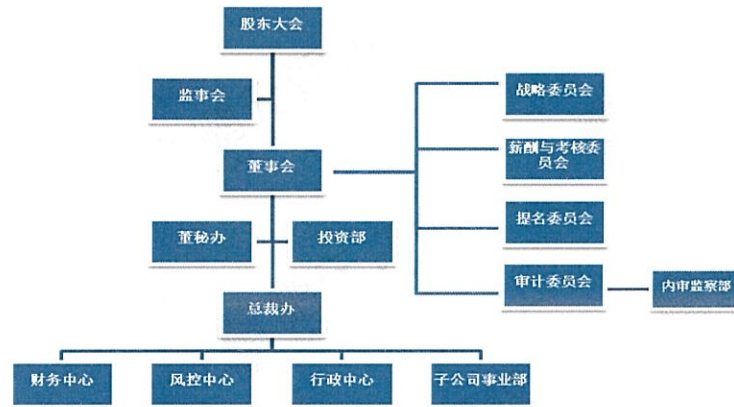 股东大会
监事会
战略委员会
薪酬与考核委
员会
董事会
提名委员会
董秘办
投资部
审计委员会
内审监察部
总裁办
财务中心
风控中心
行政中心
子公司事业部